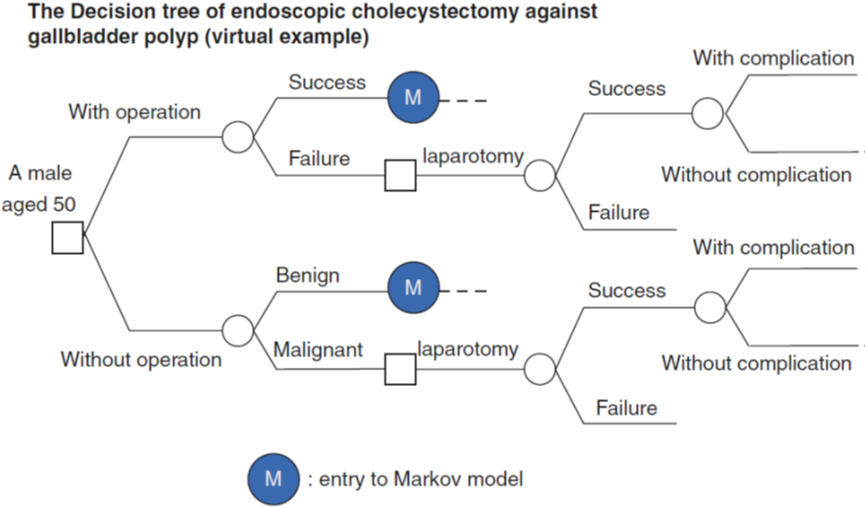 The Decision tree of endoscopic cholecystectomy against
gallbladder polyp (virtual example)
With complication
Success
M
Success
With operation
Failure
laparotomy
A male
aged 50
Without complication
Failure
With complication
Benign
M
Success
Malignant
laparotomy
Without operation
Without complication
Failure
M : entry to Markov model